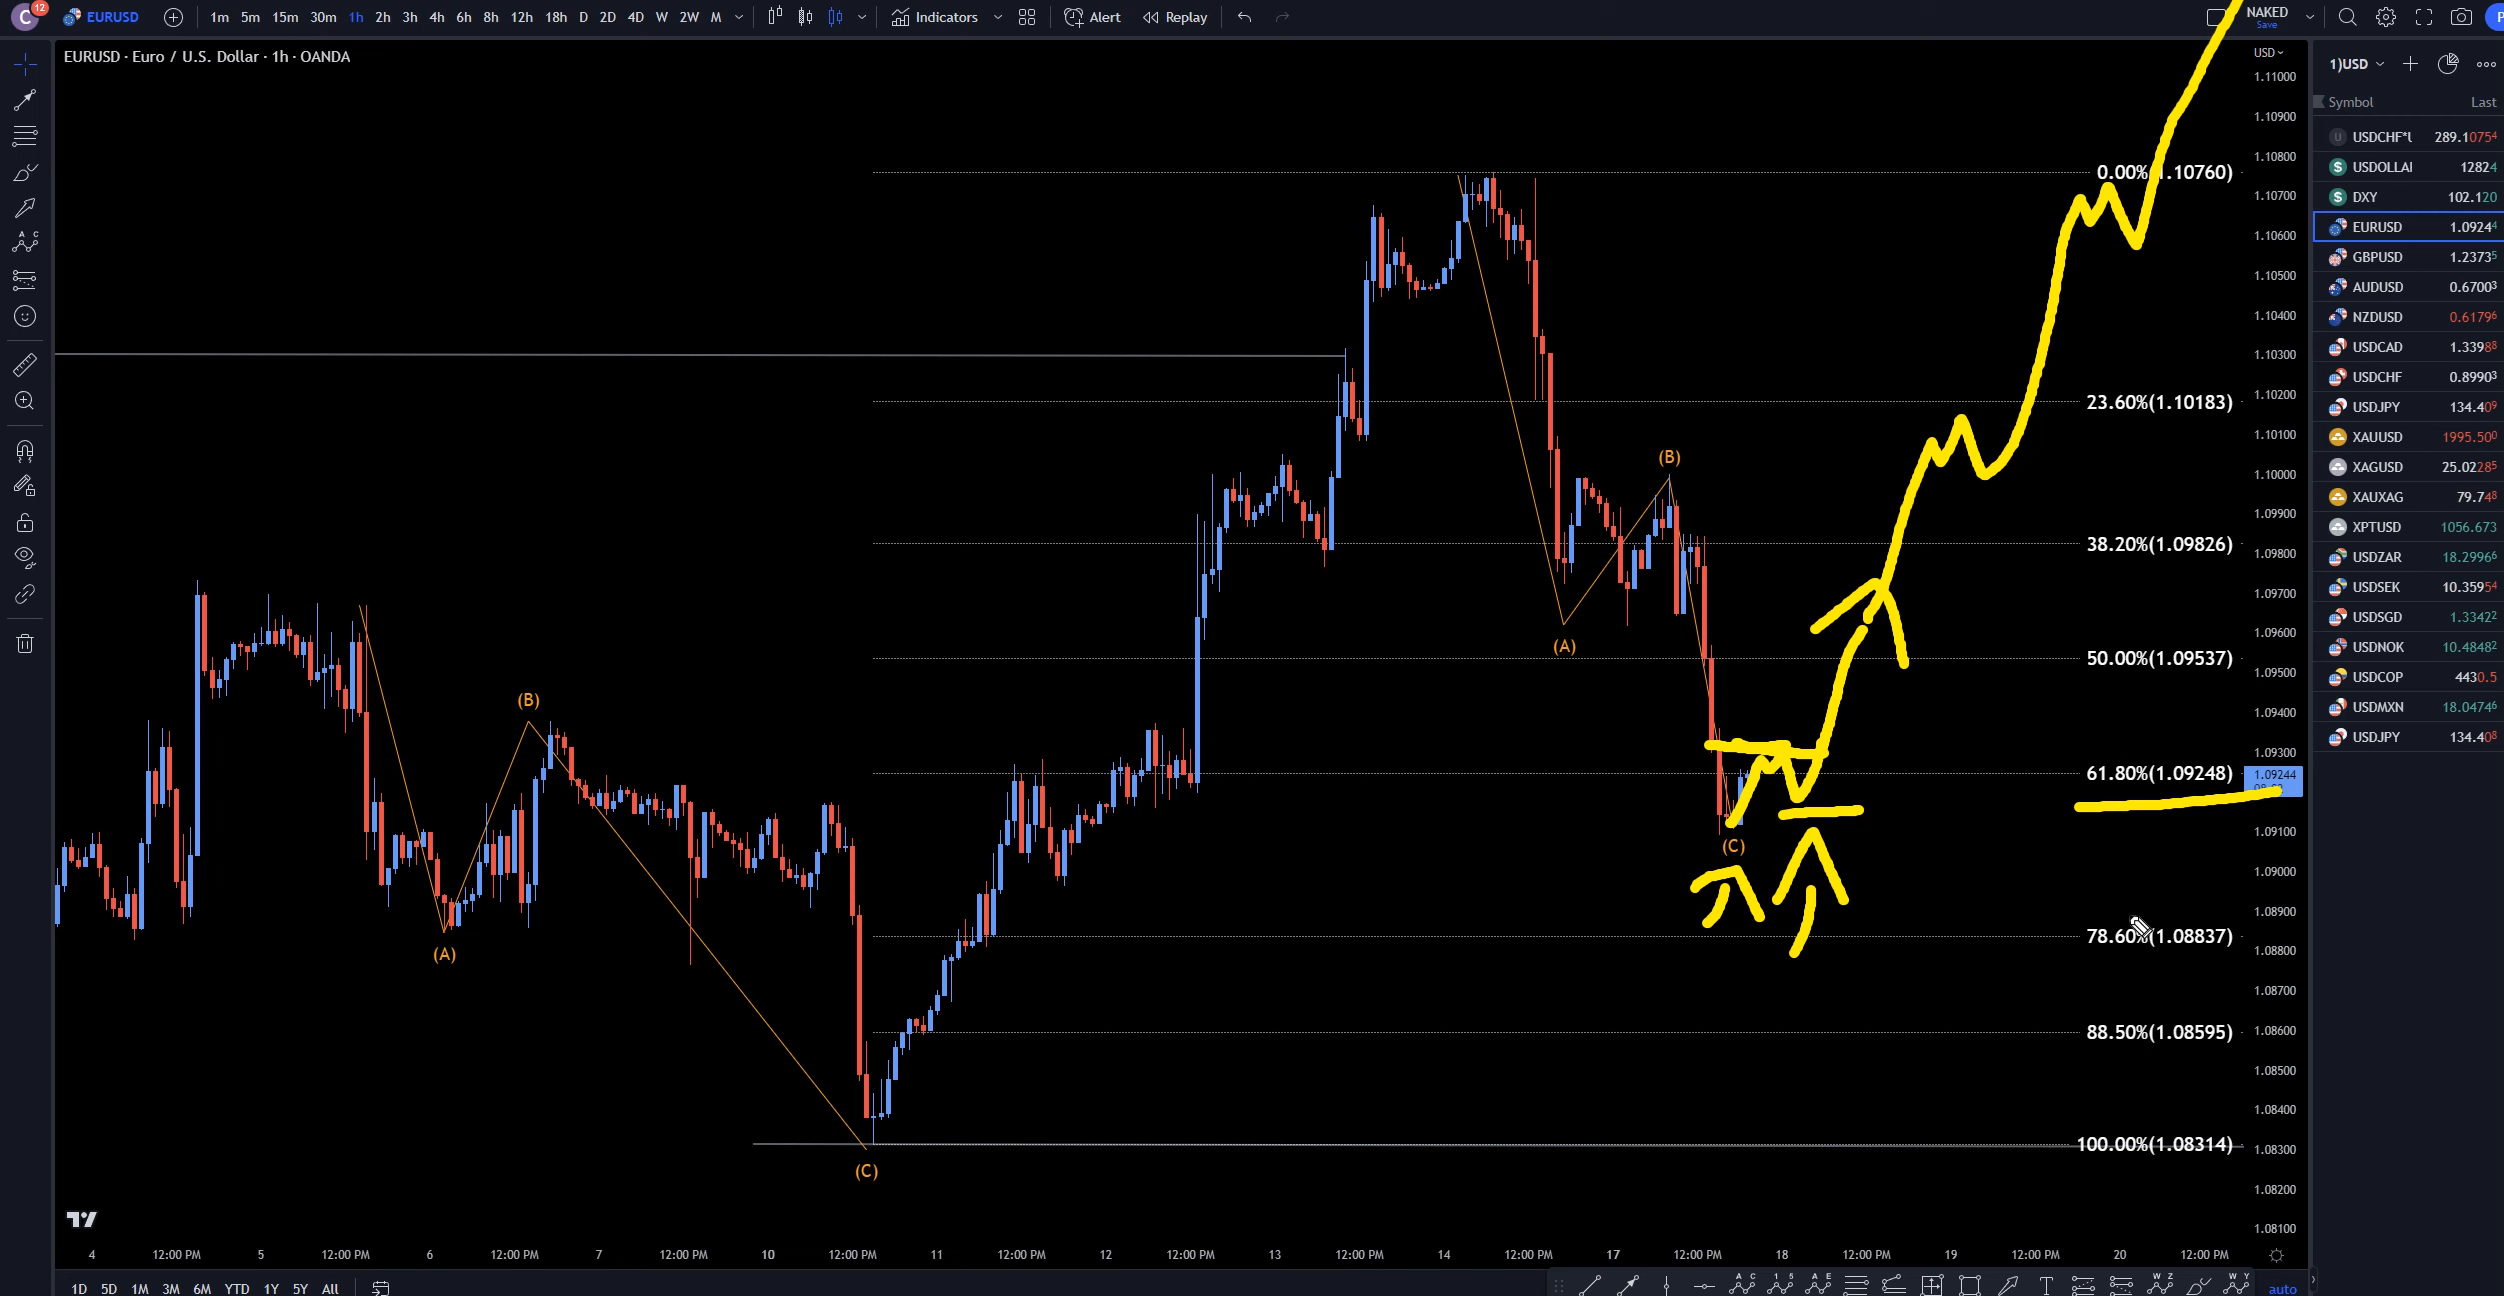 C 12 EURUSD 1m 5m 15m 30m 1h 2h 3h 4h 6h 8h 12h 18h D 2D 4D W 2W M Indicators Alert Replay NAKED
Save
EURUSD · Euro / U.S. Dollar · 1h · OANDA
USD
1)USD
Symbol Last
1.11000
1.10900
1.10800
1.10700
1.10600
1.10500
1.10400
1.10300
1.10200
1.10100
1.10000
1.09900
1.09800
1.09700
1.09600
1.09500
1.09400
1.09300
1.09244
1.09100
1.09000
1.08900
1.08800
1.08700
1.08600
1.08500
1.08400
1.08300
1.08200
1.08100
0.00%(1.10760)
23.60%(1.10183)
38.20%(1.09826)
50.00%(1.09537)
61.80%(1.09248)
78.60%(1.08837)
88.50%(1.08595)
100.00%(1.08314)
(A)
(B)
(C)
(A)
(B)
(C)
USDCHF*U 289.10754
USDOLLAI 12824
DXY 102.120
EURUSD 1.09244
GBPUSD 1.23735
AUDUSD 0.67003
NZDUSD 0.61796
USDCAD 1.33988
USDCHF 0.89903
USDJPY 134.409
XAUUSD 1995.500
XAGUSD 25.02285
XAUXAG 79.748
XPTUSD 1056.673
USDZAR 18.29966
USDSEK 10.35954
USDSGD 1.33422
USDNOK 10.48482
USDCOP 4430.5
USDMXN 18.04746
USDJPY 134.408
4 12:00 PM 5 12:00 PM 6 12:00 PM 7 12:00 PM 10 12:00 PM 11 12:00 PM 12 12:00 PM 13 12:00 PM 14 12:00 PM 17 12:00 PM 18 12:00 PM 19 12:00 PM 20 12:00 PM
1D 5D 1M 3M 6M YTD 1Y 5Y All auto